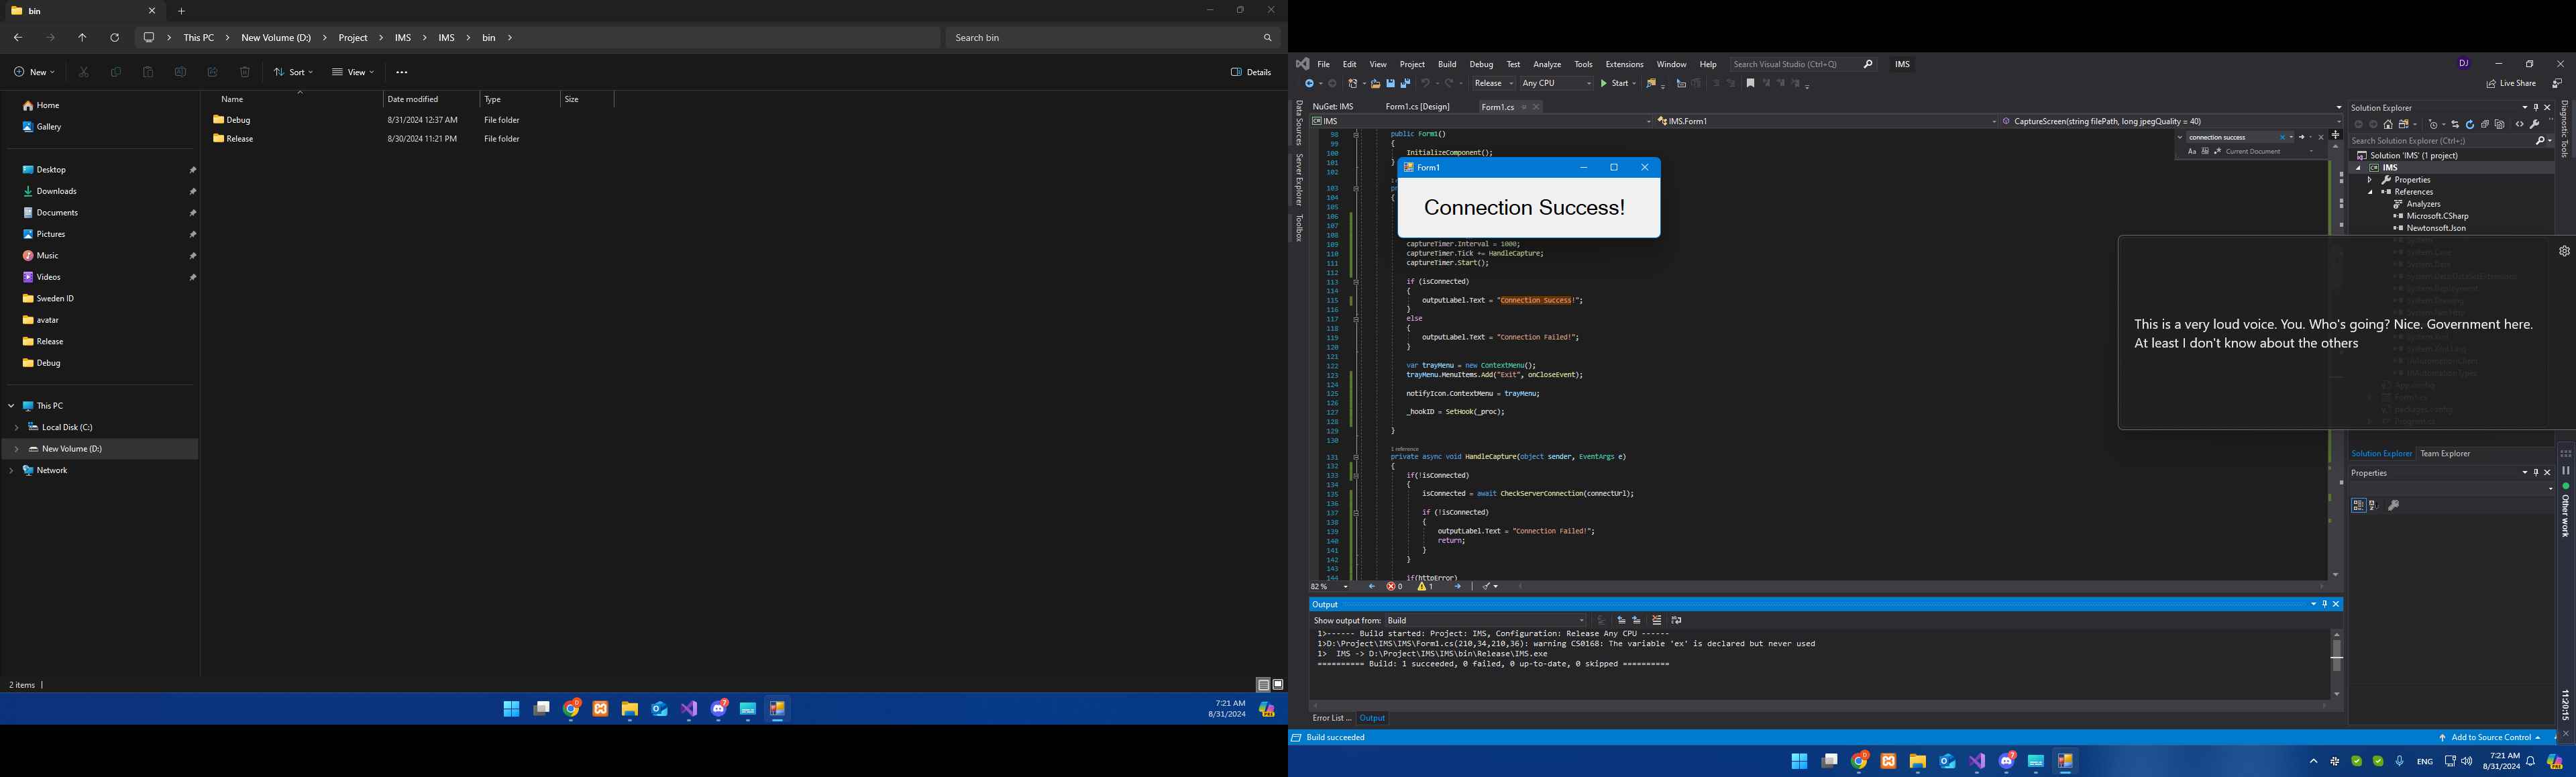 bin
This PC > New Volume (D:) > Project > IMS > IMS > bin >
Search bin
New
Sort
View
Details
Name
Date modified
Type
Size
Debug
8/31/2024 12:37 AM
File folder
Release
8/30/2024 11:21 PM
File folder
Home
Gallery
Desktop
Downloads
Documents
Pictures
Music
Videos
Sweden ID
avatar
Release
Debug
This PC
Local Disk (C:)
New Volume (D:)
Network
2 items
7:21 AM
8/31/2024
File Edit View Project Build Debug Test Analyze Tools Extensions Window Help
Search Visual Studio (Ctrl+Q)
IMS
DJ
Release
Any CPU
Start
Live Share
Data Sources
Server Explorer
Toolbox
NuGet: IMS
Form1.cs [Design]
Form1.cs
IMS
IMS.Form1
CaptureScreen(string filePath, long jpegQuality = 40)
connection success
Aa
Current Document
98 public Form1()
99 {
100 InitializeComponent();
101 }
102
103
104 {
105
106
107
108
109 captureTimer.Interval = 1000;
110 captureTimer.Tick += HandleCapture;
111 captureTimer.Start();
112
113 if (isConnected)
114 {
115 outputLabel.Text = "Connection Success!";
116 }
117 else
118 {
119 outputLabel.Text = "Connection Failed!";
120 }
121
122 var trayMenu = new ContextMenu();
123 trayMenu.MenuItems.Add("Exit", onCloseEvent);
124
125 notifyIcon.ContextMenu = trayMenu;
126
127 _hookID = SetHook(_proc);
128
129 }
130
1 reference
131 private async void HandleCapture(object sender, EventArgs e)
132 {
133 if(!isConnected)
134 {
135 isConnected = await CheckServerConnection(connectUrl);
136
137 if (!isConnected)
138 {
139 outputLabel.Text = "Connection Failed!";
140 return;
141 }
142 }
143
144 if(httpError)
Form1
Connection Success!
82 %
0
1
Output
Show output from: Build
1>------ Build started: Project: IMS, Configuration: Release Any CPU ------
1>D:\Project\IMS\IMS\Form1.cs(210,34,210,36): warning CS0168: The variable 'ex' is declared but never used
1> IMS -> D:\Project\IMS\IMS\bin\Release\IMS.exe
========== Build: 1 succeeded, 0 failed, 0 up-to-date, 0 skipped ==========
Error List ...
Output
Build succeeded
Add to Source Control
Solution Explorer
Search Solution Explorer (Ctrl+;)
Solution 'IMS' (1 project)
IMS
Properties
References
Analyzers
Microsoft.CSharp
Newtonsoft.Json
This is a very loud voice. You. Who's going? Nice. Government here.
At least I don't know about the others
Solution Explorer
Team Explorer
Properties
Diagnostic Tools
Other work
11:20:15
ENG
7:21 AM
8/31/2024